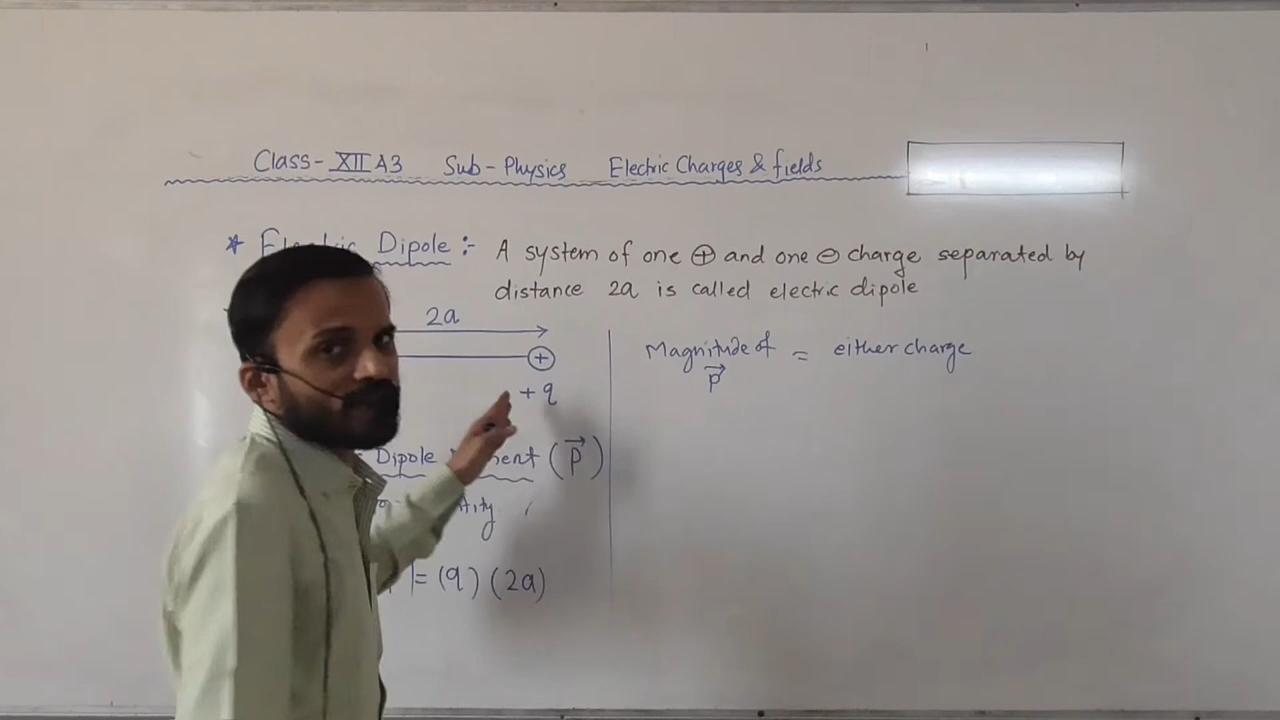 Class - XII A3 Sub - Physics Electric Charges & fields
* Dipole :- A system of one ⊕ and one ⊖ charge separated by
distance 2a is called electric dipole
2a
⊕
+ q
Magnitude of = either charge
p⃗
Dipole (p⃗)
= (q) (2a)